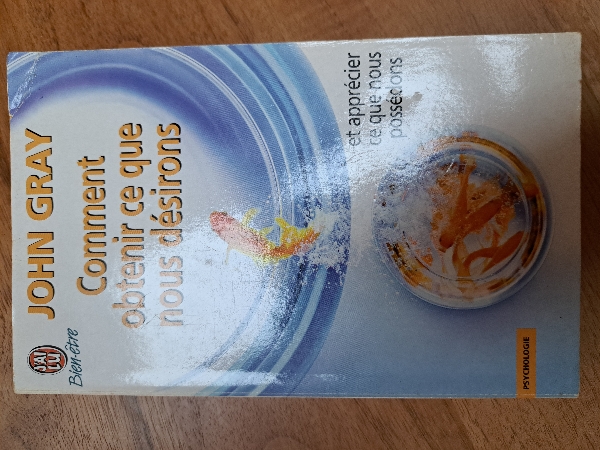 JOHN GRAY
Comment
obtenir ce que
nous désirons
et apprécier
ce que nous
possédons
J'AI
LU
Bien-être
PSYCHOLOGIE